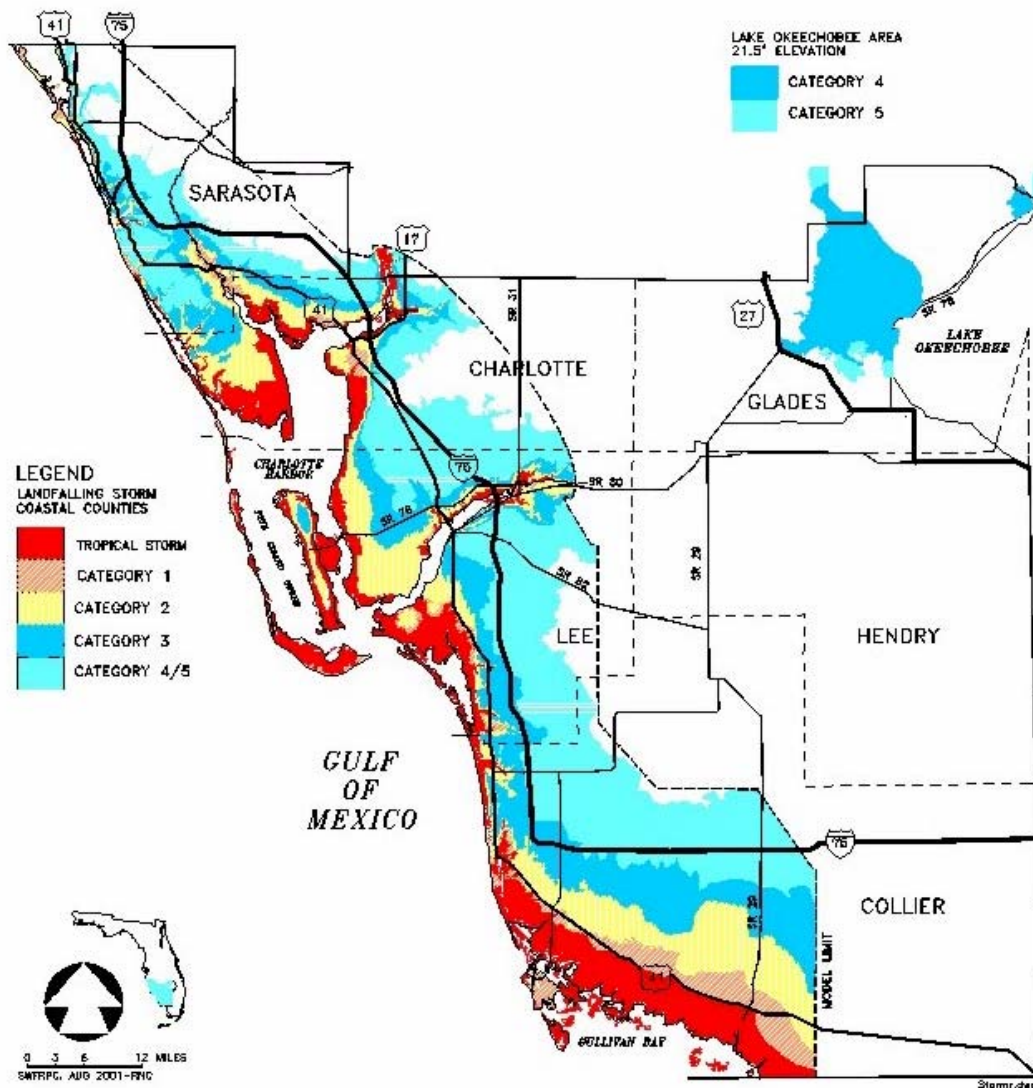 41
75
LAKE OKEECHOBEE AREA
21.5' ELEVATION
CATEGORY 4
CATEGORY 5
SARASOTA
17
41
SR 31
27
SR 78
LAKE
OKEECHOBEE
CHARLOTTE
GLADES
CHARLOTTE
HARBOR
75
SR 80
SR 78
SR 82
SR 29
LEGEND
LANDFALLING STORM
COASTAL COUNTIES
TROPICAL STORM
CATEGORY 1
CATEGORY 2
CATEGORY 3
CATEGORY 4/5
LEE
HENDRY
GULF
OF
MEXICO
75
COLLIER
SR 29
MODEL LIMIT
41
GULLIVAN BAY
0 3 6 12 MILES
SWFRPC, AUG 2001-RNC